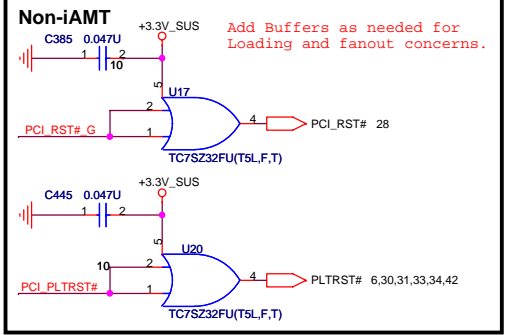 Non-iAMT
+3.3V_SUS
Add Buffers as needed for
Loading and fanout concerns.
C385 0.047U
1 2
10
5
U17
2
4
PCI_RST# 28
PCI_RST#_G
1
TC7SZ32FU(T5L,F,T)
+3.3V_SUS
C445 0.047U
1 2
5
U20
10
2
4
PLTRST# 6,30,31,33,34,42
PCI_PLTRST#
1
TC7SZ32FU(T5L,F,T)